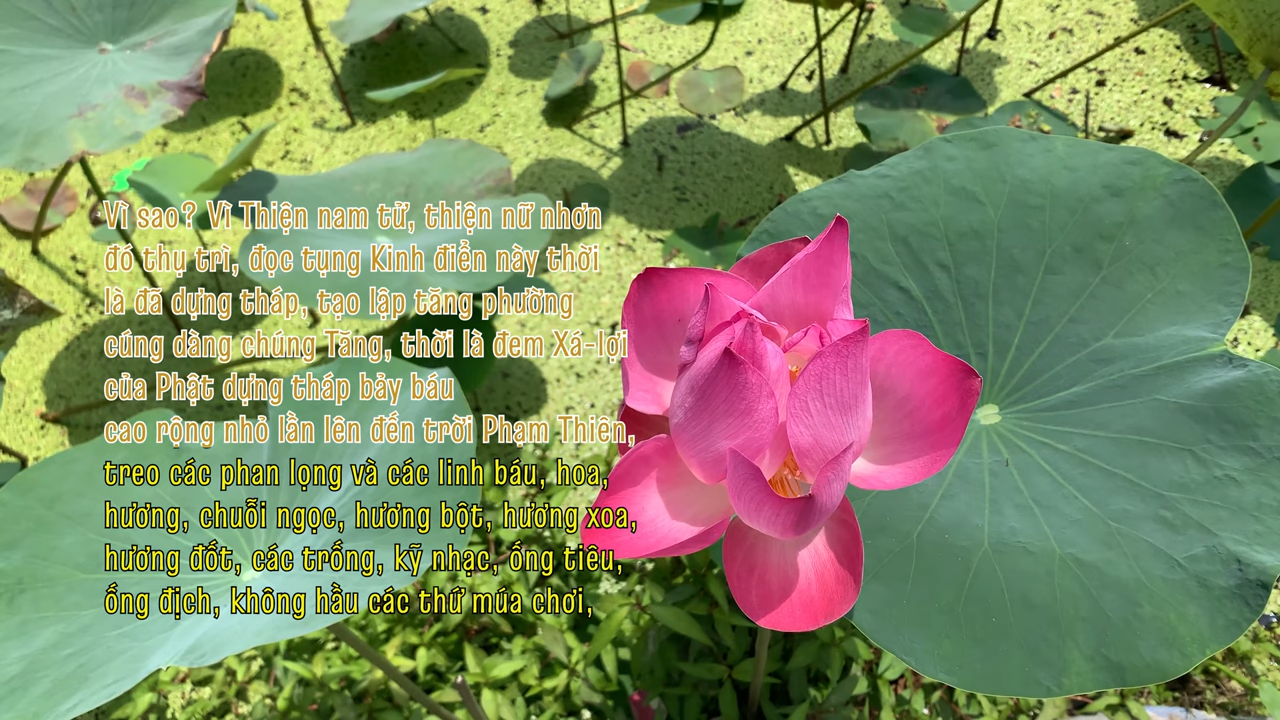 Vì sao? Vì Thiện nam tử, thiện nữ nhơn
đó thụ trì, đọc tụng Kinh điển này thời
là đã dựng tháp, tạo lập tăng phường
cúng dàng chúng Tăng, thời là đem Xá-lợi
của Phật dựng tháp bảy báu
cao rộng nhỏ lần lên đến trời Phạm Thiên,
treo các phan lọng và các linh báu, hoa,
hương, chuỗi ngọc, hương bột, hương xoa,
hương đốt, các trống, kỹ nhạc, ống tiêu,
ống địch, không hầu các thứ múa chơi,